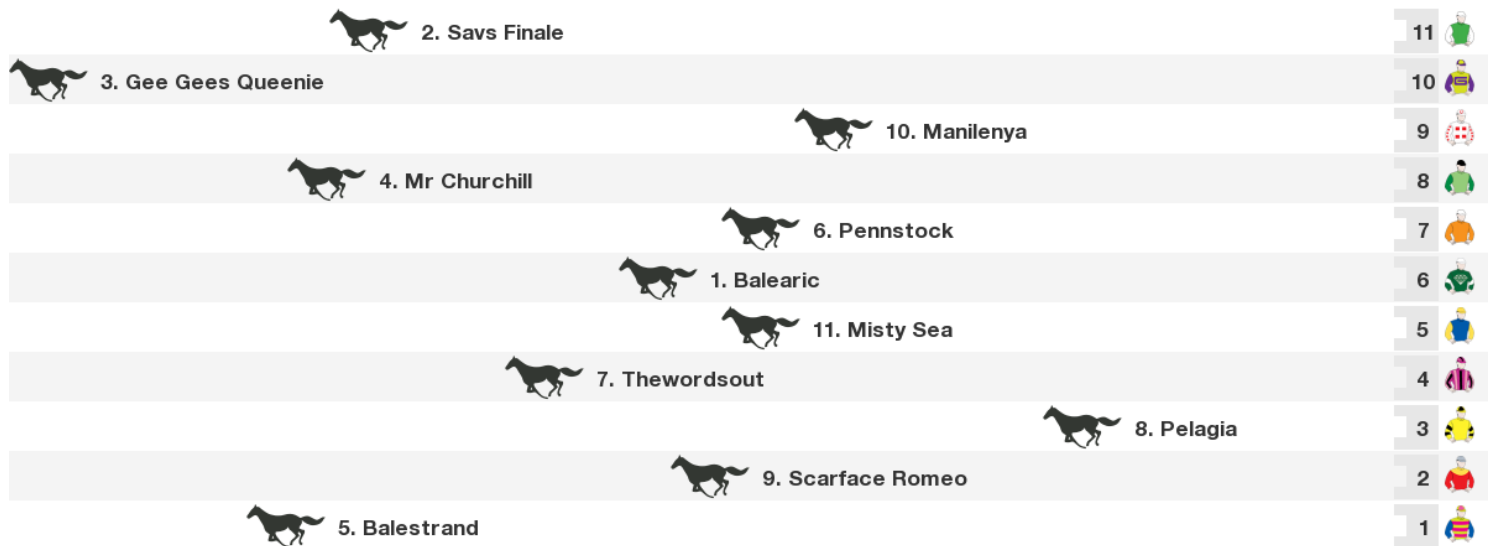 2. Savs Finale 11
3. Gee Gees Queenie 10
10. Manilenya 9
4. Mr Churchill 8
6. Pennstock 7
1. Balearic 6
11. Misty Sea 5
7. Thewordsout 4
8. Pelagia 3
9. Scarface Romeo 2
5. Balestrand 1